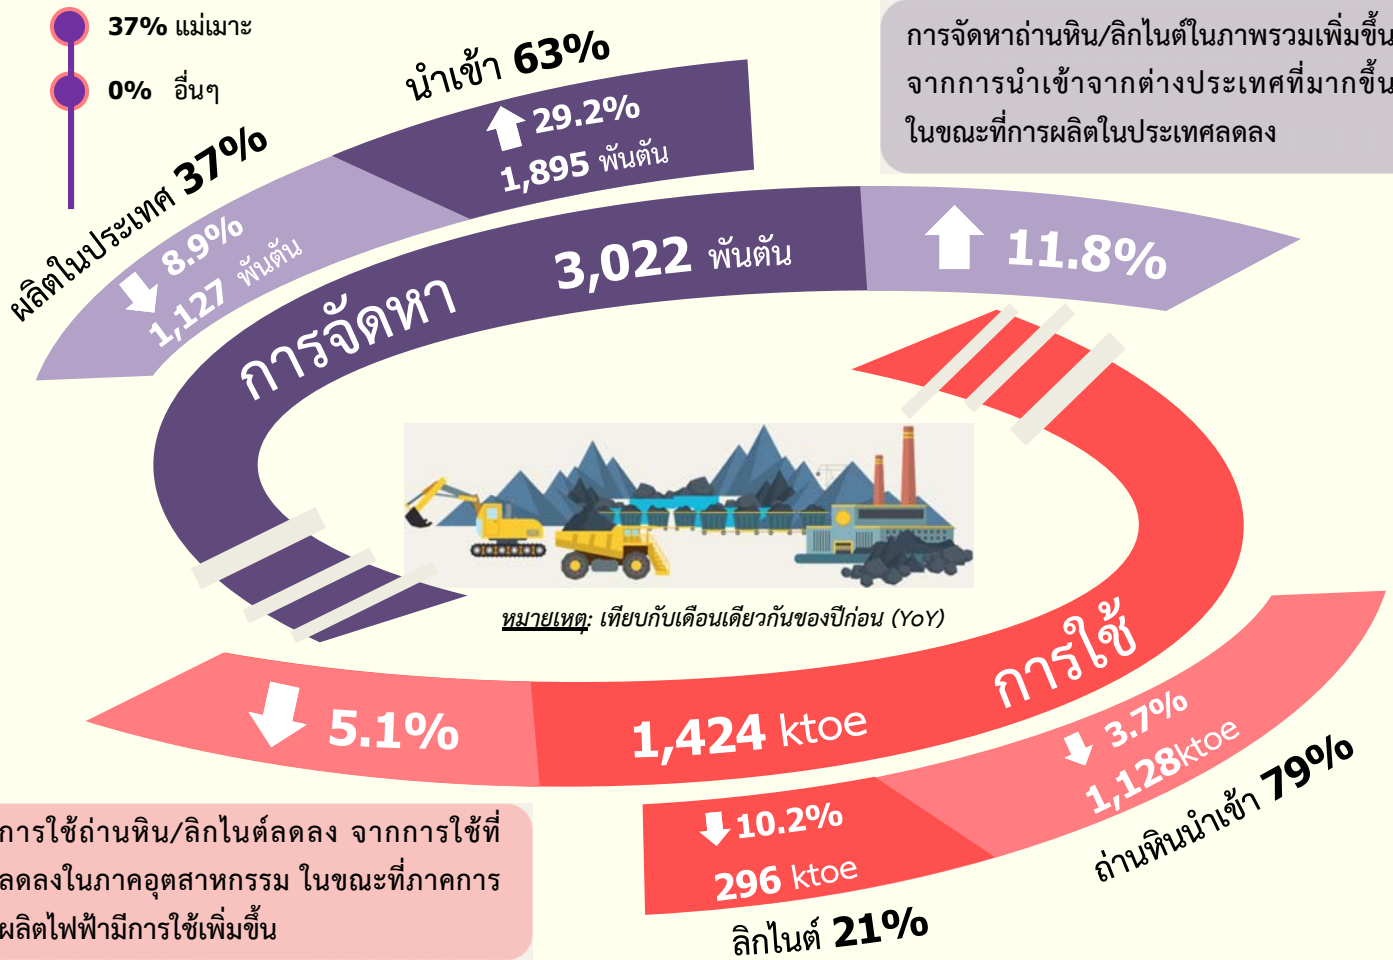 37% แม่เมาะ
0% อื่นๆ
นำเข้า 63%
29.2%
1,895 พันตัน
ผลิตในประเทศ 37%
8.9%
1,127 พันตัน
การจัดหาถ่านหิน/ลิกไนต์ในภาพรวมเพิ่มขึ้น
จากการนำเข้าจากต่างประเทศที่มากขึ้น
ในขณะที่การผลิตในประเทศลดลง
การจัดหา
3,022 พันตัน
11.8%
หมายเหตุ: เทียบกับเดือนเดียวกันของปีก่อน (YoY)
การใช้
1,424 ktoe
5.1%
3.7%
1,128ktoe
ถ่านหินนำเข้า 79%
10.2%
296 ktoe
ลิกไนต์ 21%
การใช้ถ่านหิน/ลิกไนต์ลดลง จากการใช้ที่
ลดลงในภาคอุตสาหกรรม ในขณะที่ภาคการ
ผลิตไฟฟ้ามีการใช้เพิ่มขึ้น